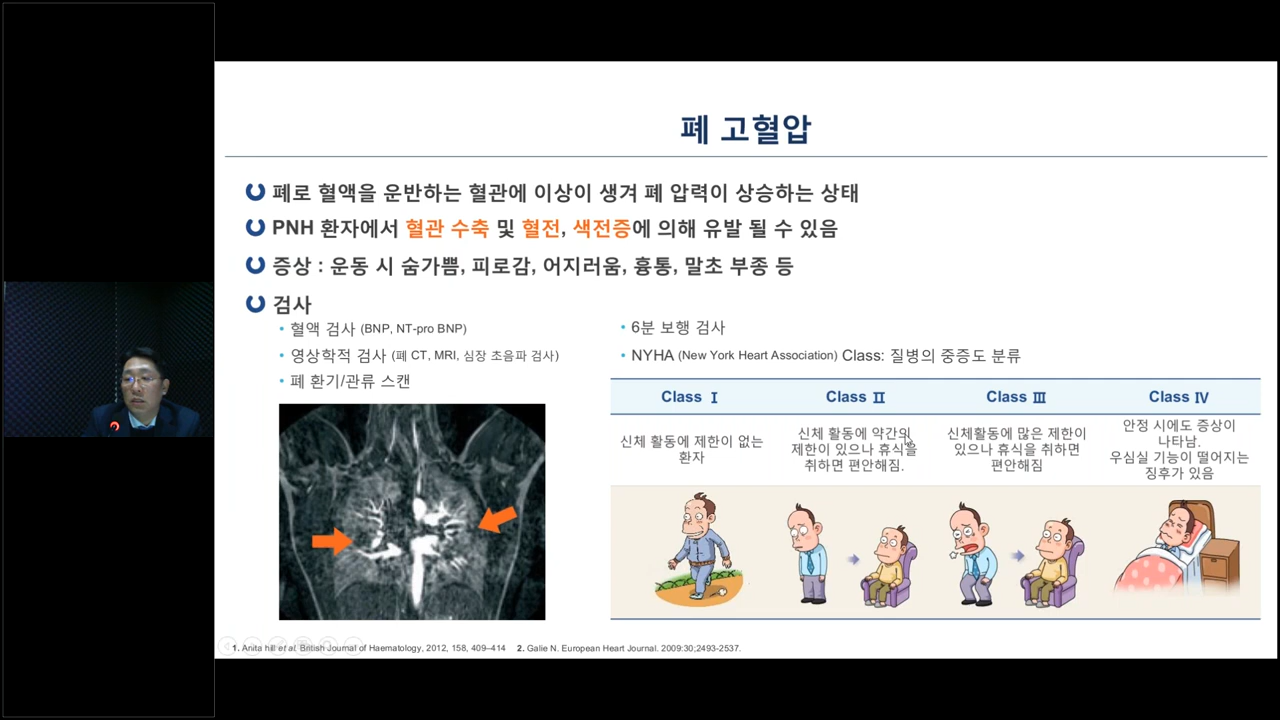 폐 고혈압
폐로 혈액을 운반하는 혈관에 이상이 생겨 폐 압력이 상승하는 상태
PNH 환자에서 혈관 수축 및 혈전, 색전증에 의해 유발 될 수 있음
증상 : 운동 시 숨가쁨, 피로감, 어지러움, 흉통, 말초 부종 등
검사
• 혈액 검사 (BNP, NT-pro BNP)
• 영상학적 검사 (폐 CT, MRI, 심장 초음파 검사)
• 폐 환기/관류 스캔
• 6분 보행 검사
• NYHA (New York Heart Association) Class: 질병의 중증도 분류
Class Ⅰ
Class Ⅱ
Class Ⅲ
Class Ⅳ
신체 활동에 제한이 없는
환자
신체 활동에 약간의
제한이 있으나 휴식을
취하면 편안해짐.
신체활동에 많은 제한이
있으나 휴식을 취하면
편안해짐
안정 시에도 증상이
나타남.
우심실 기능이 떨어지는
징후가 있음
1. Anita hill et al. British Journal of Haematology, 2012, 158, 409–414 2. Galie N. European Heart Journal. 2009:30;2493-2537.